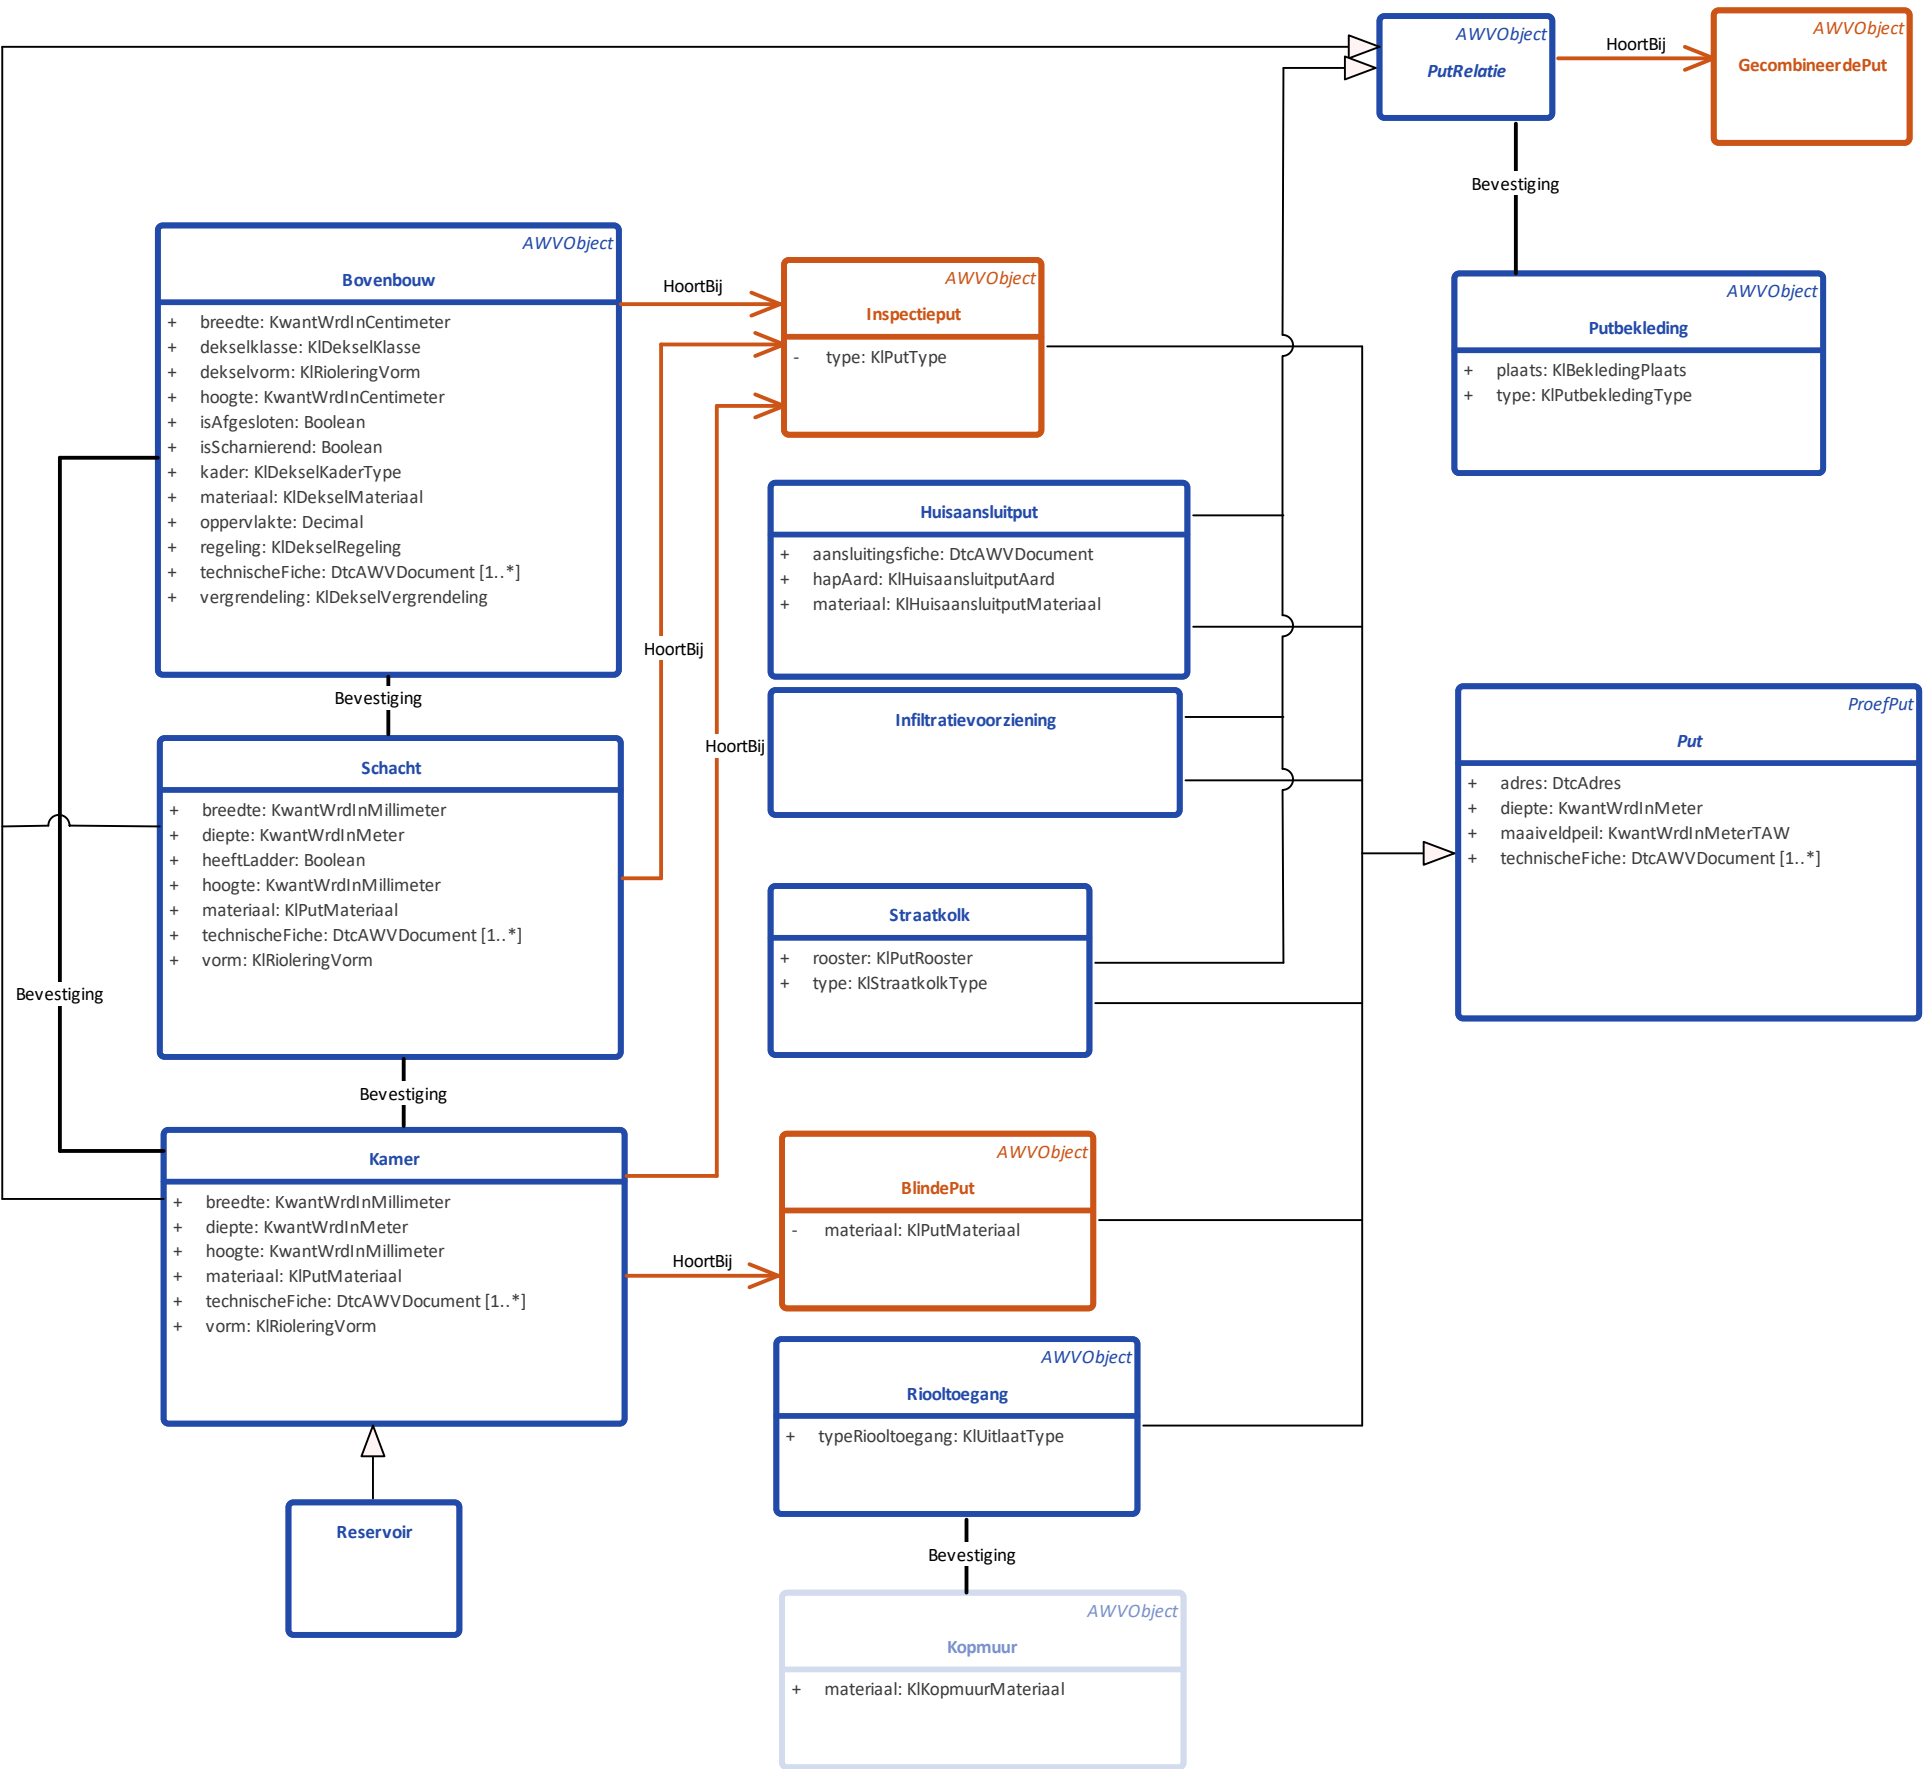 AWVObject
PutRelatie
HoortBij
AWVObject
GecombineerdePut
Bevestiging
AWVObject
Putbekleding
+ plaats: KlBekledingPlaats
+ type: KlPutbekledingType
AWVObject
Bovenbouw
+ breedte: KwantWrdInCentimeter
+ dekselklasse: KlDekselKlasse
+ dekselvorm: KlRioleringVorm
+ hoogte: KwantWrdInCentimeter
+ isAfgesloten: Boolean
+ isScharnierend: Boolean
+ kader: KlDekselKaderType
+ materiaal: KlDekselMateriaal
+ oppervlakte: Decimal
+ regeling: KlDekselRegeling
+ technischeFiche: DtcAWVDocument [1..*]
+ vergrendeling: KlDekselVergrendeling
HoortBij
AWVObject
Inspectieput
- type: KlPutType
Huisaansluitput
+ aansluitingsfiche: DtcAWVDocument
+ hapAard: KlHuisaansluitputAard
+ materiaal: KlHuisaansluitputMateriaal
HoortBij
Bevestiging
Infiltratievoorziening
HoortBij
ProefPut
Put
+ adres: DtcAdres
+ diepte: KwantWrdInMeter
+ maaiveldpeil: KwantWrdInMeterTAW
+ technischeFiche: DtcAWVDocument [1..*]
Schacht
+ breedte: KwantWrdInMillimeter
+ diepte: KwantWrdInMeter
+ heeftLadder: Boolean
+ hoogte: KwantWrdInMillimeter
+ materiaal: KlPutMateriaal
+ technischeFiche: DtcAWVDocument [1..*]
+ vorm: KlRioleringVorm
Straatkolk
+ rooster: KlPutRooster
+ type: KlStraatkolkType
Bevestiging
Bevestiging
Kamer
+ breedte: KwantWrdInMillimeter
+ diepte: KwantWrdInMeter
+ hoogte: KwantWrdInMillimeter
+ materiaal: KlPutMateriaal
+ technischeFiche: DtcAWVDocument [1..*]
+ vorm: KlRioleringVorm
HoortBij
AWVObject
BlindePut
- materiaal: KlPutMateriaal
AWVObject
Riooltoegang
+ typeRiooltoegang: KlUitlaatType
Reservoir
Bevestiging
AWVObject
Kopmuur
+ materiaal: KlKopmuurMateriaal